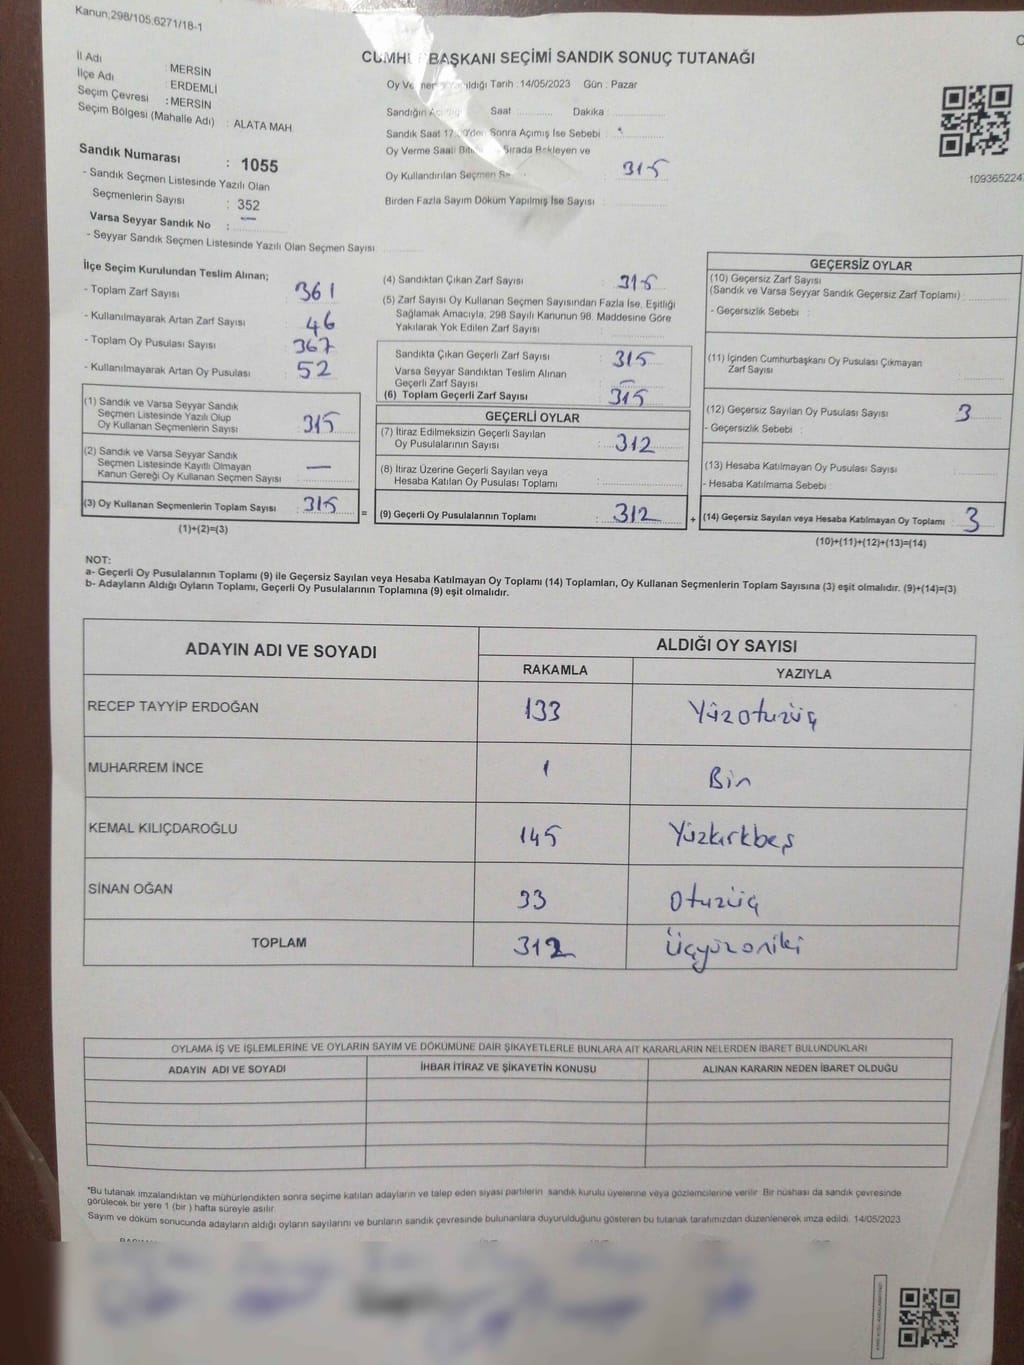 Kanun;298/105;6271/18-1
İl Adı : MERSİN
İlçe Adı : ERDEMLİ
Seçim Çevresi : MERSİN
Seçim Bölgesi (Mahalle Adı) : ALATA MAH
Sandık Numarası : 1055
- Sandık Seçmen Listesinde Yazılı Olan
Seçmenlerin Sayısı : 352
Varsa Seyyar Sandık No : —
- Seyyar Sandık Seçmen Listesinde Yazılı Olan Seçmen Sayısı
CUMHU BAŞKANI SEÇİMİ SANDIK SONUÇ TUTANAĞI
Oy Ve Tarih : 14/05/2023 Gün : Pazar
Sandığın Saat Dakika :
Sandık Saat Sonra Açımış İse Sebebi :
Oy Verme Saati Sırada Bekleyen ve
Oy Kullandırılan Seçmen 315
Birden Fazla Sayım Döküm Yapılmış İse Sayısı :
109365224
İlçe Seçim Kurulundan Teslim Alınan;
- Toplam Zarf Sayısı : 361
- Kullanılmayarak Artan Zarf Sayısı : 46
- Toplam Oy Pusulası Sayısı : 367
- Kullanılmayarak Artan Oy Pusulası : 52
(1) Sandık ve Varsa Seyyar Sandık
Seçmen Listesinde Yazılı Olup
Oy Kullanan Seçmenlerin Sayısı : 315
(2) Sandık ve Varsa Seyyar Sandık
Seçmen Listesinde Kayıtlı Olmayan
Kanun Gereği Oy Kullanan Seçmen Sayısı : —
(3) Oy Kullanan Seçmenlerin Toplam Sayısı : 315
(1)+(2)=(3)
=
(4) Sandıktan Çıkan Zarf Sayısı : 315
(5) Zarf Sayısı Oy Kullanan Seçmen Sayısından Fazla İse, Eşitliği
Sağlamak Amacıyla, 298 Sayılı Kanunun 98. Maddesine Göre
Yakılarak Yok Edilen Zarf Sayısı :
Sandıkta Çıkan Geçerli Zarf Sayısı : 315
Varsa Seyyar Sandıktan Teslim Alınan
Geçerli Zarf Sayısı : —
(6) Toplam Geçerli Zarf Sayısı : 315
GEÇERLİ OYLAR
(7) İtiraz Edilmeksizin Geçerli Sayılan
Oy Pusulalarının Sayısı : 312
(8) İtiraz Üzerine Geçerli Sayılan veya
Hesaba Katılan Oy Pusulası Toplamı :
(9) Geçerli Oy Pusulalarının Toplamı : 312
+
GEÇERSİZ OYLAR
(10) Geçersiz Zarf Sayısı
(Sandık ve Varsa Seyyar Sandık Geçersiz Zarf Toplamı) :
- Geçersizlik Sebebi :
(11) İçinden Cumhurbaşkanı Oy Pusulası Çıkmayan
Zarf Sayısı :
(12) Geçersiz Sayılan Oy Pusulası Sayısı : 3
- Geçersizlik Sebebi :
(13) Hesaba Katılmayan Oy Pusulası Sayısı :
- Hesaba Katılmama Sebebi :
(14) Geçersiz Sayılan veya Hesaba Katılmayan Oy Toplamı : 3
(10)+(11)+(12)+(13)=(14)
NOT:
a- Geçerli Oy Pusulalarının Toplamı (9) ile Geçersiz Sayılan veya Hesaba Katılmayan Oy Toplamı (14) Toplamları, Oy Kullanan Seçmenlerin Toplam Sayısına (3) eşit olmalıdır. (9)+(14)=(3)
b- Adayların Aldığı Oyların Toplamı, Geçerli Oy Pusulalarının Toplamına (9) eşit olmalıdır.
ADAYIN ADI VE SOYADI ALDIĞI OY SAYISI
RAKAMLA YAZIYLA
RECEP TAYYİP ERDOĞAN 133 Yüzotuzüç
MUHARREM İNCE 1 Bir
KEMAL KILIÇDAROĞLU 145 Yüzkırkbeş
SİNAN OĞAN 33 Otuzüç
TOPLAM 312 Üçyüzoniki
OYLAMA İŞ VE İŞLEMLERİNE VE OYLARIN SAYIM VE DÖKÜMÜNE DAİR ŞİKAYETLERLE BUNLARA AİT KARARLARIN NELERDEN İBARET BULUNDUKLARI
ADAYIN ADI VE SOYADI İHBAR İTİRAZ VE ŞİKAYETİN KONUSU ALINAN KARARIN NEDEN İBARET OLDUĞU
*Bu tutanak imzalandıktan ve mühürlendikten sonra seçime katılan adayların ve talep eden siyasi partilerin sandık kurulu üyelerine veya gözlemcilerine verilir. Bir nüshası da sandık çevresinde
görülecek bir yere 1 (bir ) hafta süreyle asılır.
Sayım ve döküm sonucunda adayların aldığı oyların sayılarını ve bunların sandık çevresinde bulunanlara duyurulduğunu gösteren bu tutanak tarafımızdan düzenlenerek imza edildi. 14/05/2023